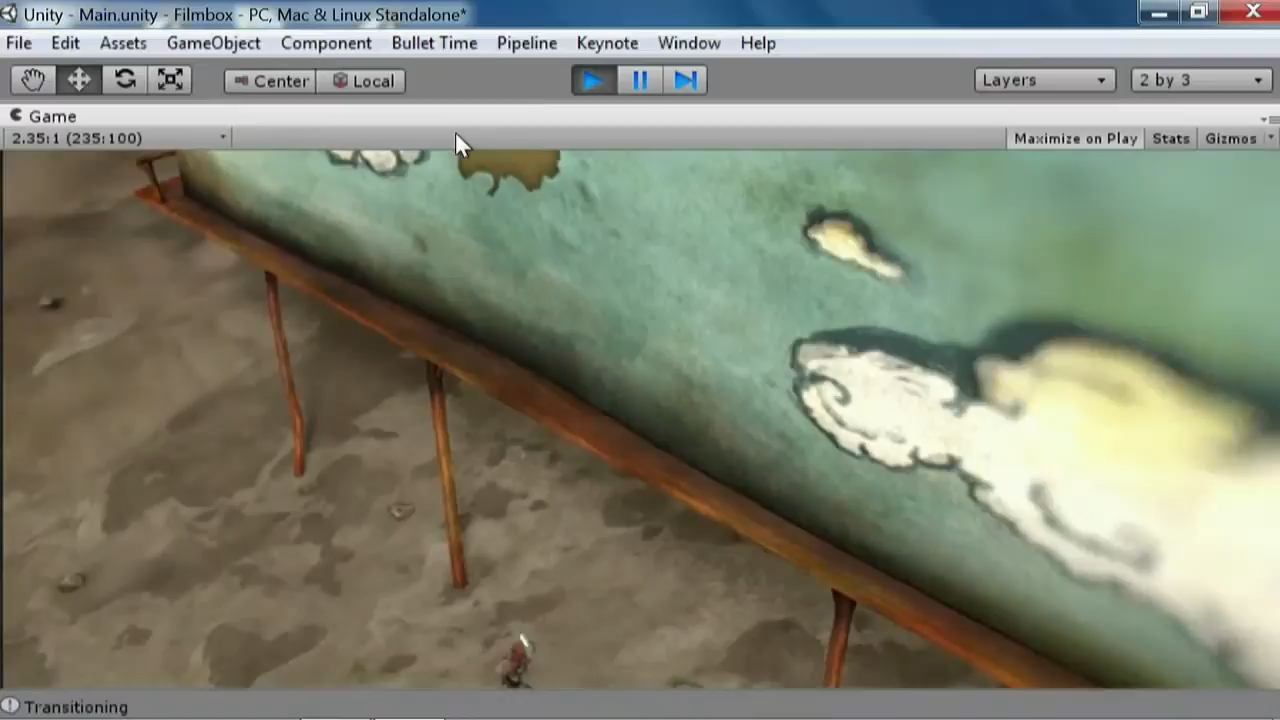 Unity - Main.unity - Filmbox - PC, Mac & Linux Standalone*
File Edit Assets GameObject Component Bullet Time Pipeline Keynote Window Help
Center Local Layers 2 by 3
Game
2.35:1 (235:100) Maximize on Play Stats Gizmos
Transitioning